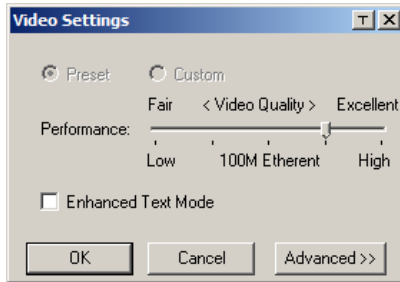 Video Settings T X
Preset Custom
Fair < Video Quality > Excellent
Performance:
Low 100M Etherent High
Enhanced Text Mode
OK Cancel Advanced >>